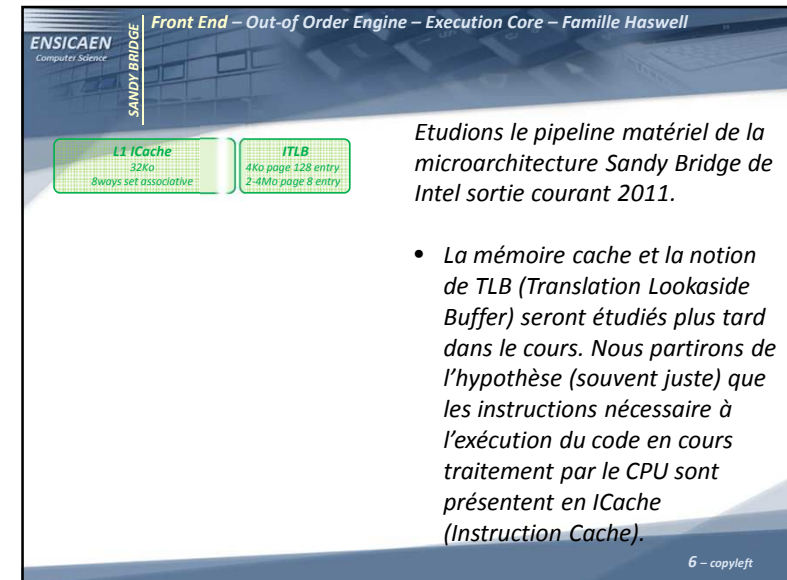 Front End – Out-of Order Engine – Execution Core – Famille Haswell
ENSICAEN
Computer Science
SANDY BRIDGE
L1 ICache
32Ko
8ways set associative
ITLB
4Ko page 128 entry
2-4Mo page 8 entry
Etudions le pipeline matériel de la
microarchitecture Sandy Bridge de
Intel sortie courant 2011.
• La mémoire cache et la notion
de TLB (Translation Lookaside
Buffer) seront étudiés plus tard
dans le cours. Nous partirons de
l’hypothèse (souvent juste) que
les instructions nécessaire à
l’exécution du code en cours
traitement par le CPU sont
présentent en ICache
(Instruction Cache).
6 – copyleft